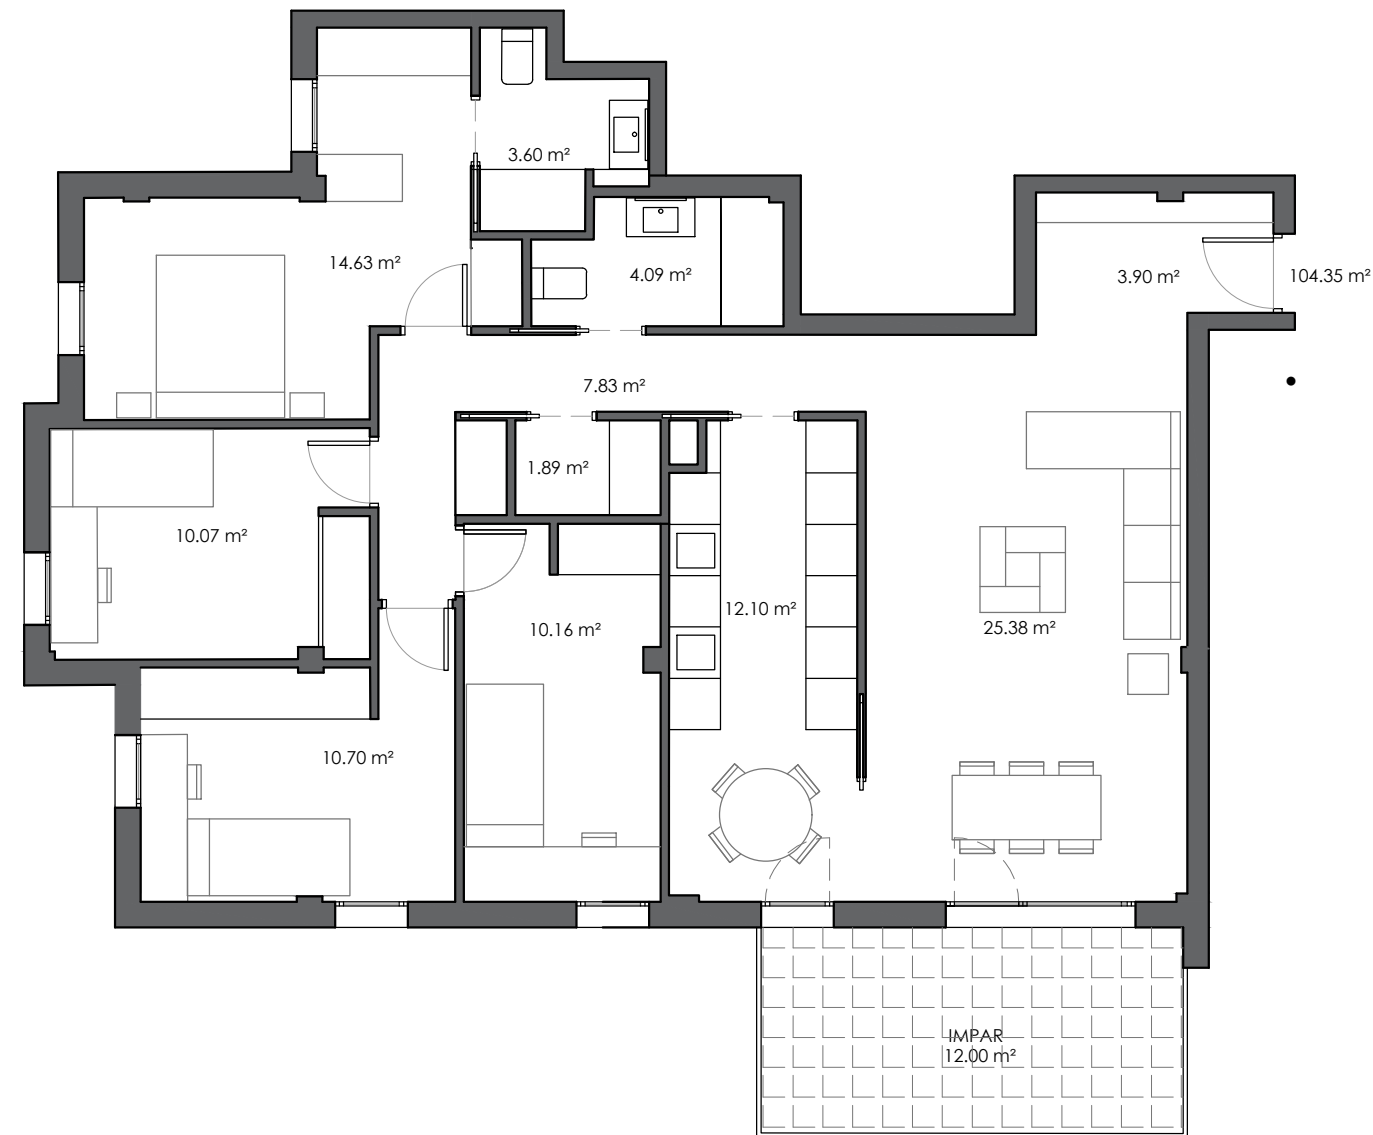 3.60 m²
14.63 m²
4.09 m²
3.90 m²
104.35 m²
7.83 m²
1.89 m²
10.07 m²
12.10 m²
10.16 m²
25.38 m²
10.70 m²
IMPAR
12.00 m²